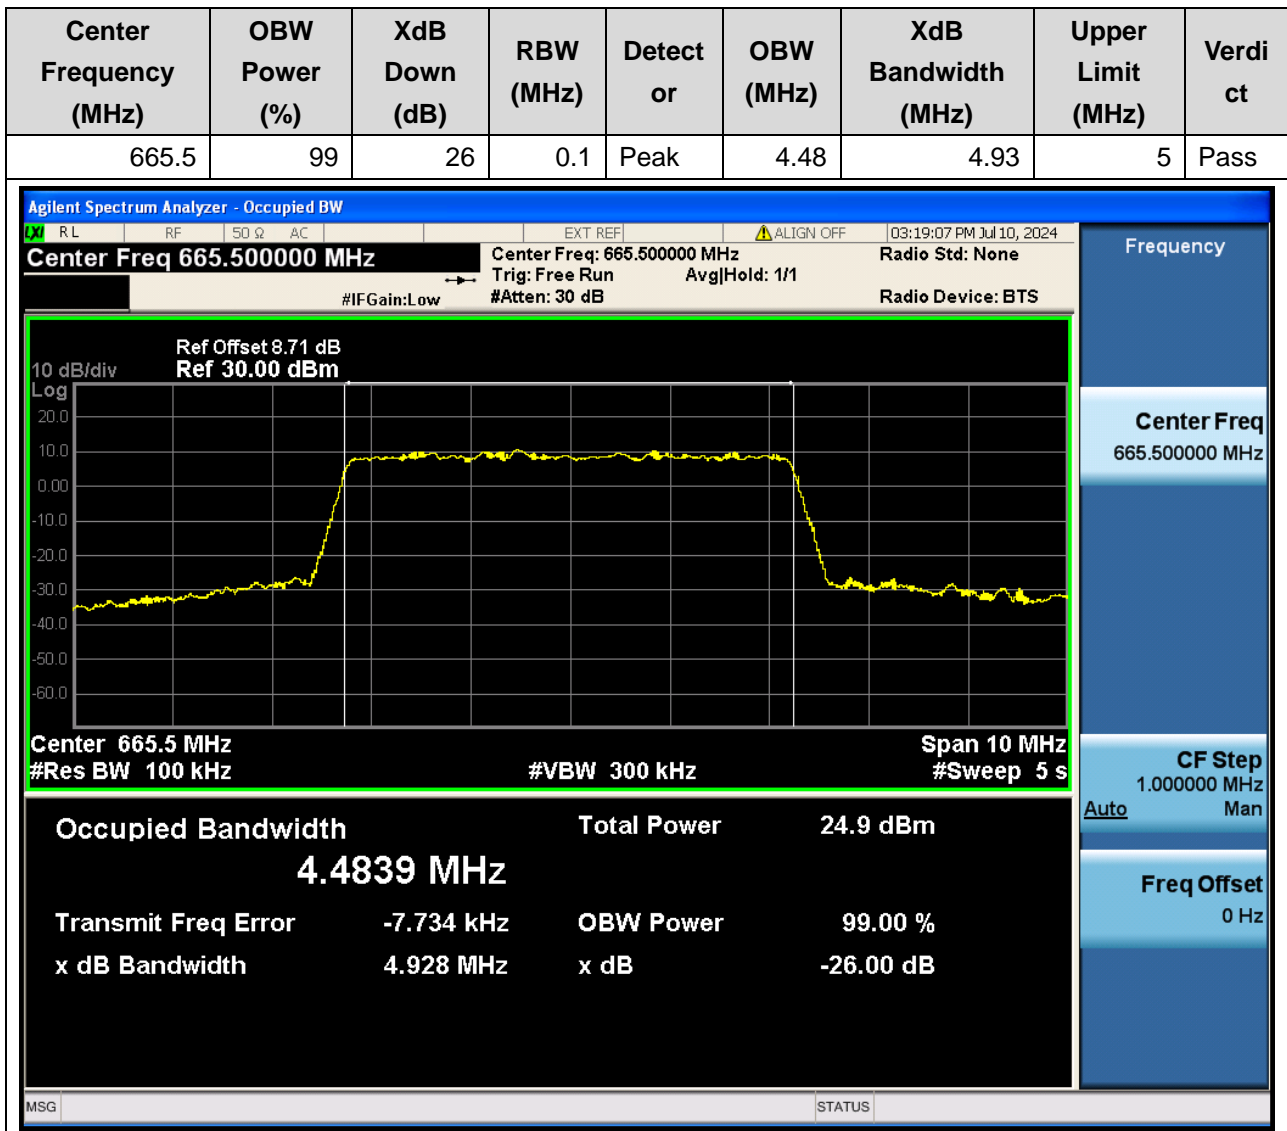 Center Frequency (MHz) OBW Power (%) XdB Down (dB) RBW (MHz) Detect or OBW (MHz) XdB Bandwidth (MHz) Upper Limit (MHz) Verdi ct
665.5 99 26 0.1 Peak 4.48 4.93 5 Pass
Agilent Spectrum Analyzer - Occupied BW
LXI RL RF 50 Ω AC EXT REF ALIGN OFF 03:19:07 PM Jul 10, 2024
Center Freq 665.500000 MHz
Center Freq: 665.500000 MHz Radio Std: None
Trig: Free Run Avg|Hold: 1/1
#IFGain:Low #Atten: 30 dB Radio Device: BTS
Ref Offset 8.71 dB
10 dB/div Ref 30.00 dBm
Log
20.0
10.0
0.00
-10.0
-20.0
-30.0
-40.0
-50.0
-60.0
Center 665.5 MHz Span 10 MHz
#Res BW 100 kHz #VBW 300 kHz #Sweep 5 s
Occupied Bandwidth Total Power 24.9 dBm
4.4839 MHz
Transmit Freq Error -7.734 kHz OBW Power 99.00 %
x dB Bandwidth 4.928 MHz x dB -26.00 dB
MSG STATUS
Frequency
Center Freq
665.500000 MHz
CF Step
1.000000 MHz
Auto Man
Freq Offset
0 Hz